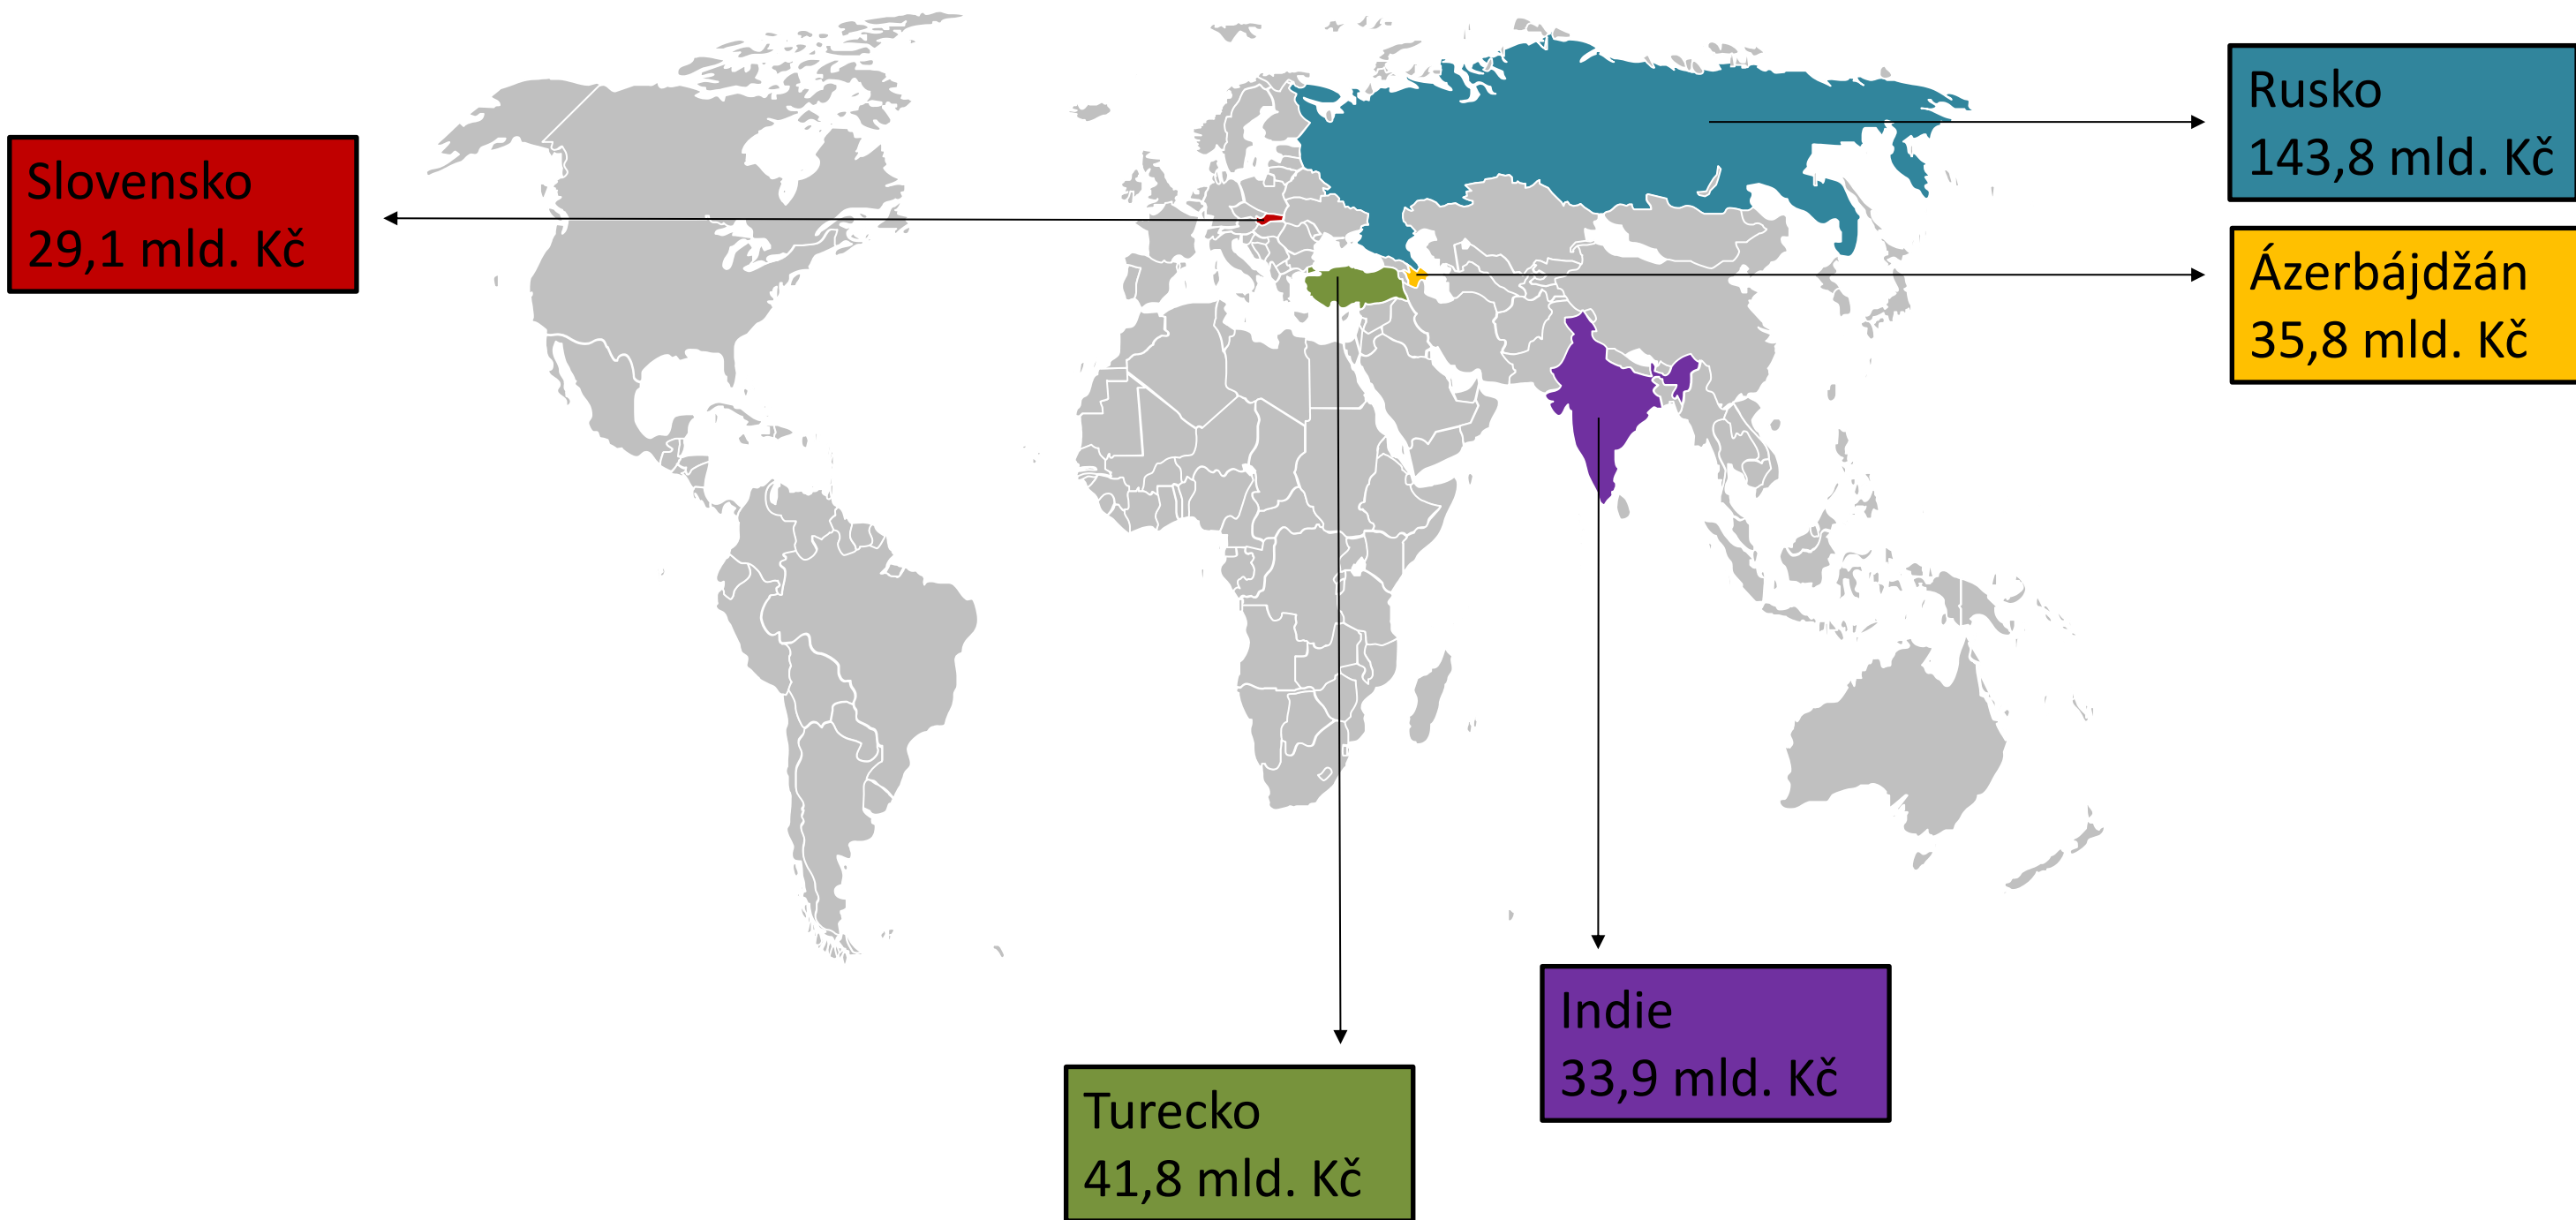 Slovensko
29,1 mld. Kč
Rusko
143,8 mld. Kč
Ázerbájdžán
35,8 mld. Kč
Indie
33,9 mld. Kč
Turecko
41,8 mld. Kč